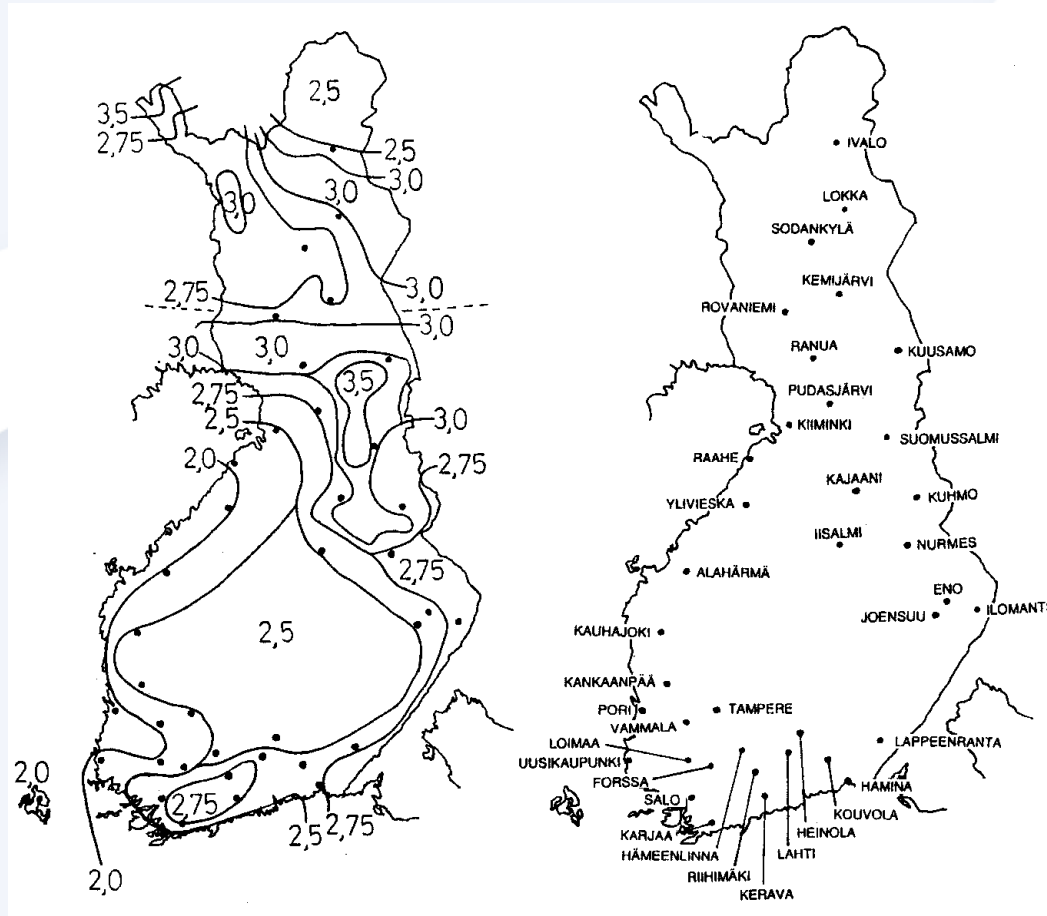 2,5
3,5
2,75
2,5
3,0
3,0
3,0
2,75
3,0
3,0
3,0
3,0
3,5
2,75
2,5
3,0
2,0
2,75
2,75
2,5
2,0
2,75
2,5
2,75
2,0
IVALO
LOKKA
SODANKYLÄ
KEMIJÄRVI
ROVANIEMI
RANUA
KUUSAMO
PUDASJÄRVI
KIIMINKI
SUOMUSSALMI
RAAHE
KAJAANI
KUHMO
YLIVIESKA
IISALMI
NURMES
ALAHÄRMÄ
ENO
JOENSUU
ILOMANTS
KAUHAJOKI
KANKAANPÄÄ
PORI
TAMPERE
VAMMALA
LAPPEENRANTA
LOIMAA
UUSIKAUPUNKI
FORSSA
HAMINA
SALO
KOUVOLA
KARJAA
HEINOLA
HÄMEENLINNA
LAHTI
RIIHIMÄKI
KERAVA